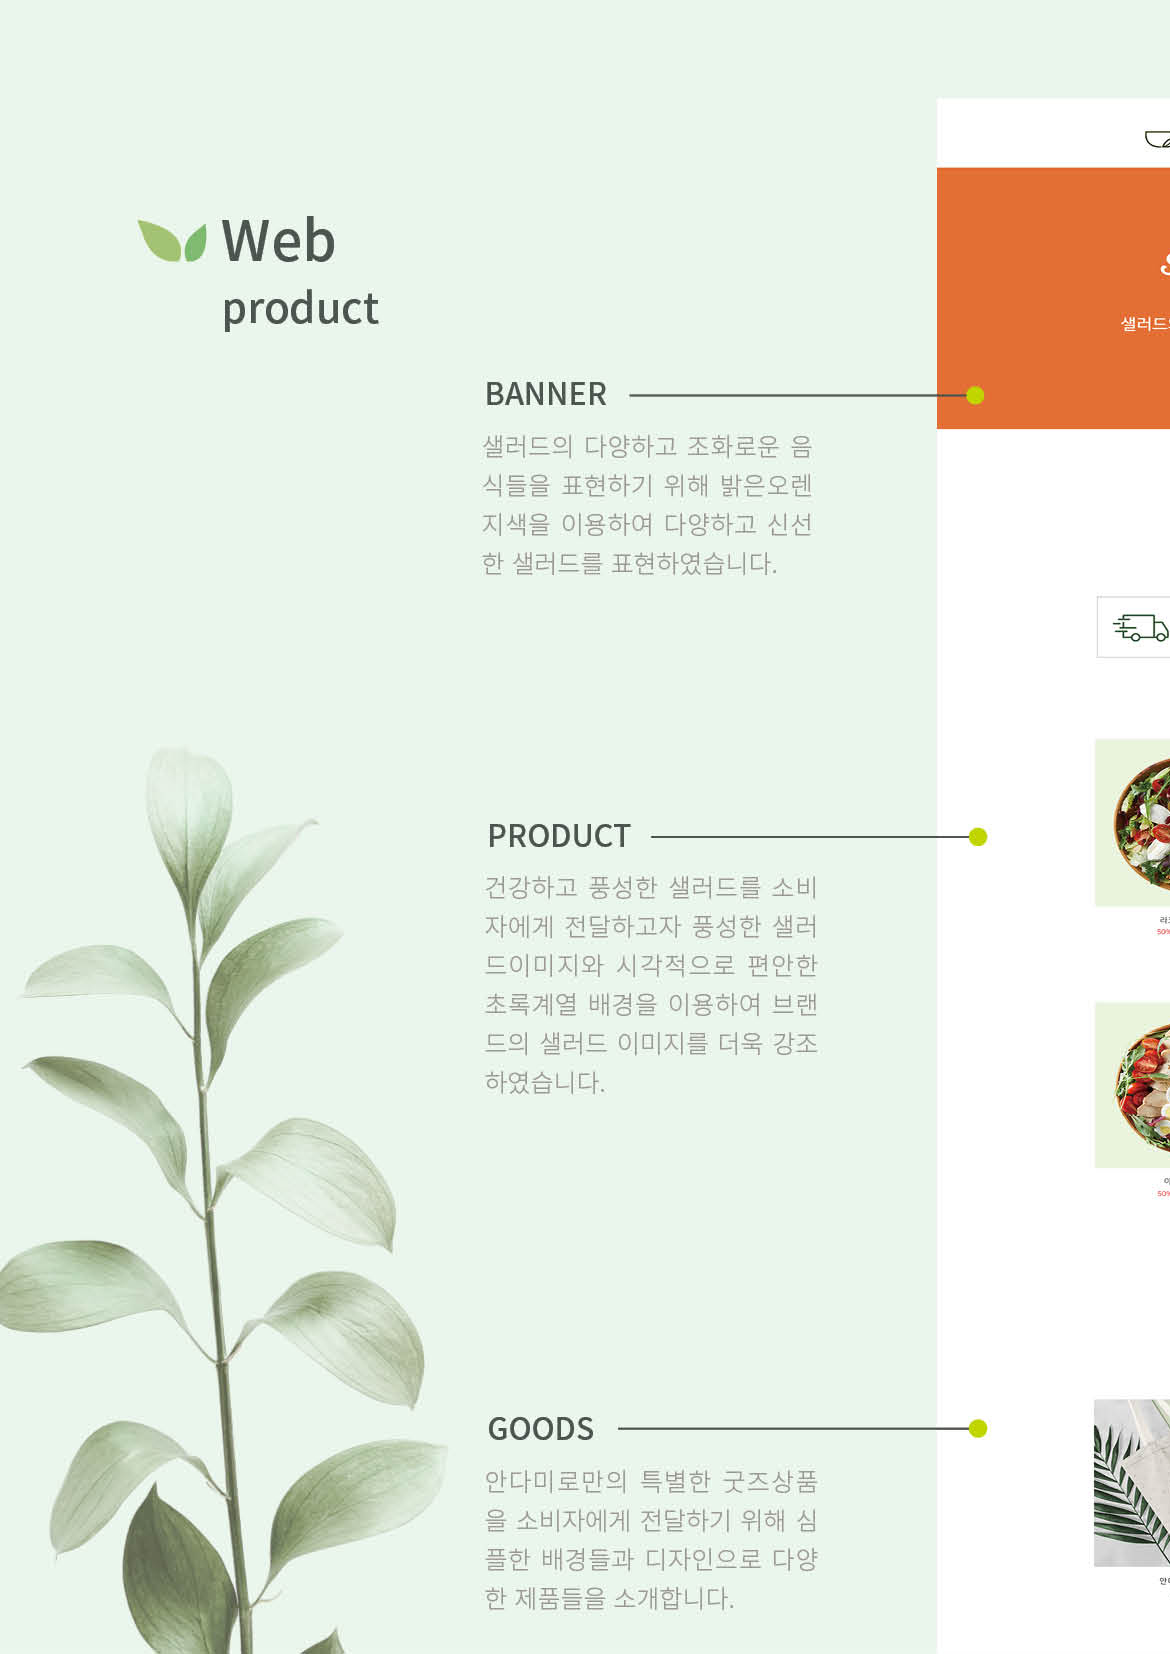 Web
product
BANNER
샐러드의 다양하고 조화로운 음
식들을 표현하기 위해 밝은오렌
지색을 이용하여 다양하고 신선
한 샐러드를 표현하였습니다.
샐러드
PRODUCT
건강하고 풍성한 샐러드를 소비
자에게 전달하고자 풍성한 샐러
드이미지와 시각적으로 편안한
초록계열 배경을 이용하여 브랜
드의 샐러드 이미지를 더욱 강조
하였습니다.
50%
50%
GOODS
안다미로만의 특별한 굿즈상품
을 소비자에게 전달하기 위해 심
플한 배경들과 디자인으로 다양
한 제품들을 소개합니다.